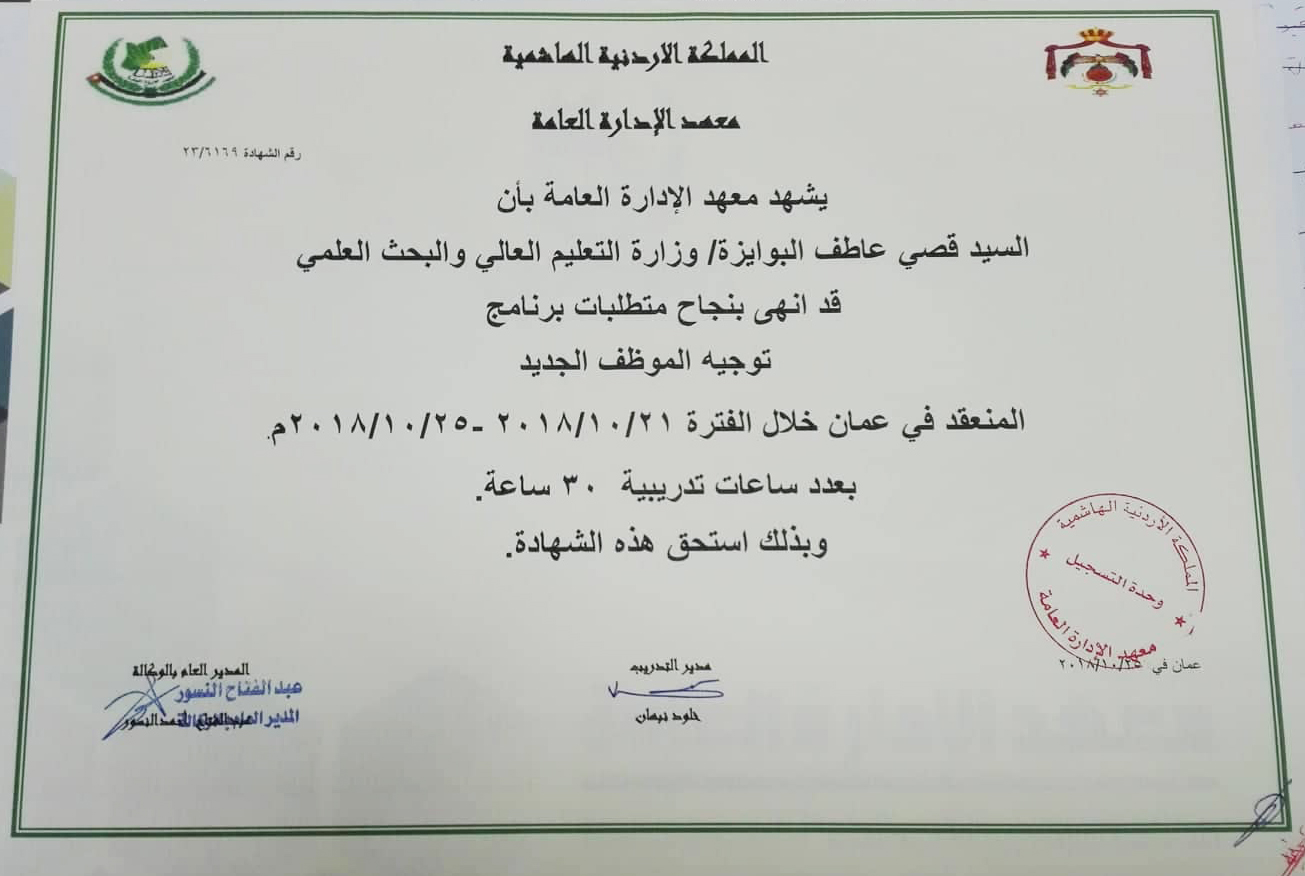 المملكة الاردنية الهاشمية
معهد الإدارة العامة
رقم الشهادة ٢٣/٦١٦٩
يشهد معهد الإدارة العامة بأن
السيد قصي عاطف البوايزة/ وزارة التعليم العالي والبحث العلمي
قد انهى بنجاح متطلبات برنامج
توجيه الموظف الجديد
المنعقد في عمان خلال الفترة ٢٠١٨/١٠/٢١ -٢٠١٨/١٠/٢٥م.
بعدد ساعات تدريبية ٣٠ ساعة.
وبذلك استحق هذه الشهادة.
المملكة الأردنية الهاشمية
وحدة التسجيل
معهد الإدارة العامة
عمان في ٢٠١٨/١٠/٢٥
مدير التدريب
خلود نيمان
المدير العام بالوكالة
عبد الفتاح النسور
المدير العام بالوكالة